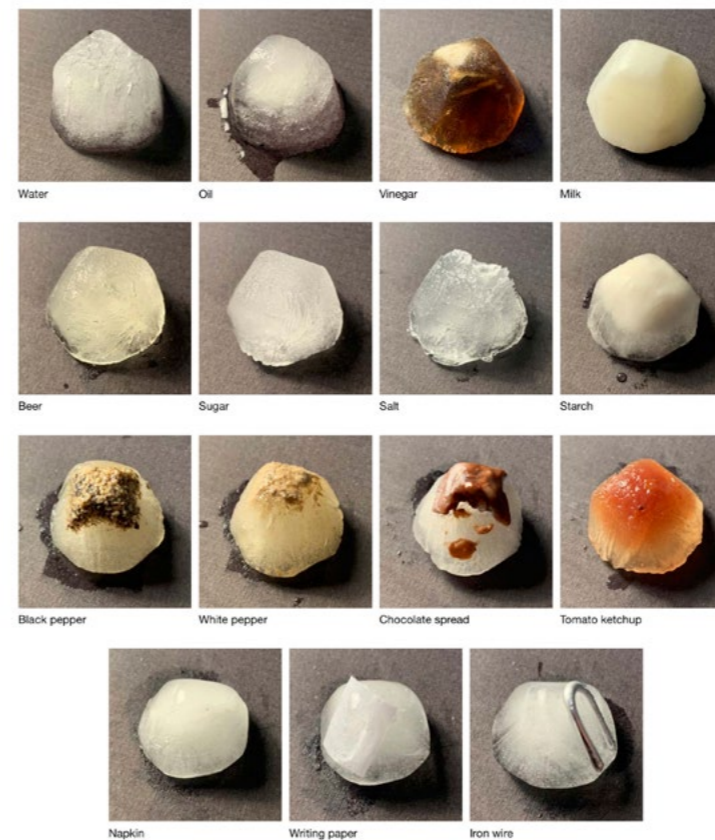 Water
Oil
Vinegar
Milk
Beer
Sugar
Salt
Starch
Black pepper
White pepper
Chocolate spread
Tomato ketchup
Napkin
Writing paper
Iron wire